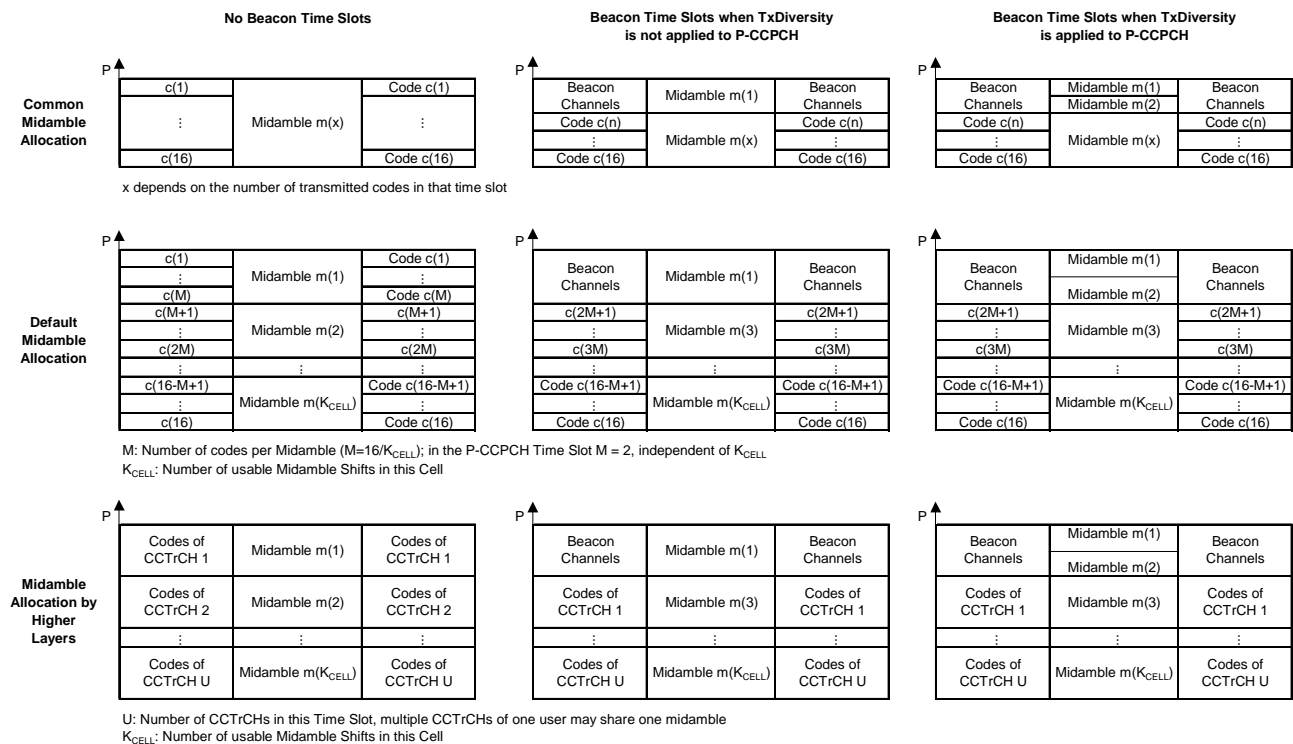 No Beacon Time Slots
Beacon Time Slots when TxDiversity
is not applied to P-CCPCH
Beacon Time Slots when TxDiversity
is applied to P-CCPCH
Common
Midamble
Allocation
P
c(1)
⋮
c(16)
Midamble m(x)
Code c(1)
⋮
Code c(16)
P
Beacon
Channels
Code c(n)
⋮
Code c(16)
Midamble m(1)
Midamble m(x)
Beacon
Channels
Code c(n)
⋮
Code c(16)
P
Beacon
Channels
Code c(n)
⋮
Code c(16)
Midamble m(1)
Midamble m(2)
Midamble m(x)
Beacon
Channels
Code c(n)
⋮
Code c(16)
x depends on the number of transmitted codes in that time slot
Default
Midamble
Allocation
P
c(1)
⋮
c(M)
c(M+1)
⋮
c(2M)
⋮
c(16-M+1)
⋮
c(16)
Midamble m(1)
Midamble m(2)
⋮
Midamble m(K_CELL)
Code c(1)
⋮
Code c(M)
c(M+1)
⋮
c(2M)
⋮
Code c(16-M+1)
⋮
Code c(16)
P
Beacon
Channels
c(2M+1)
⋮
c(3M)
⋮
Code c(16-M+1)
⋮
Code c(16)
Midamble m(1)
Midamble m(3)
⋮
Midamble m(K_CELL)
Beacon
Channels
c(2M+1)
⋮
c(3M)
⋮
Code c(16-M+1)
⋮
Code c(16)
P
Beacon
Channels
c(2M+1)
⋮
c(3M)
⋮
Code c(16-M+1)
⋮
Code c(16)
Midamble m(1)
Midamble m(2)
Midamble m(3)
⋮
Midamble m(K_CELL)
Beacon
Channels
c(2M+1)
⋮
c(3M)
⋮
Code c(16-M+1)
⋮
Code c(16)
M: Number of codes per Midamble (M=16/K_CELL); in the P-CCPCH Time Slot M = 2, independent of K_CELL
K_CELL: Number of usable Midamble Shifts in this Cell
Midamble
Allocation by
Higher
Layers
P
Codes of
CCTrCH 1
Codes of
CCTrCH 2
⋮
Codes of
CCTrCH U
Midamble m(1)
Midamble m(2)
⋮
Midamble m(K_CELL)
Codes of
CCTrCH 1
Codes of
CCTrCH 2
⋮
Codes of
CCTrCH U
P
Beacon
Channels
Codes of
CCTrCH 1
⋮
Codes of
CCTrCH U
Midamble m(1)
Midamble m(3)
⋮
Midamble m(K_CELL)
Beacon
Channels
Codes of
CCTrCH 1
⋮
Codes of
CCTrCH U
P
Beacon
Channels
Codes of
CCTrCH 1
⋮
Codes of
CCTrCH U
Midamble m(1)
Midamble m(2)
Midamble m(3)
⋮
Midamble m(K_CELL)
Beacon
Channels
Codes of
CCTrCH 1
⋮
Codes of
CCTrCH U
U: Number of CCTrCHs in this Time Slot, multiple CCTrCHs of one user may share one midamble
K_CELL: Number of usable Midamble Shifts in this Cell